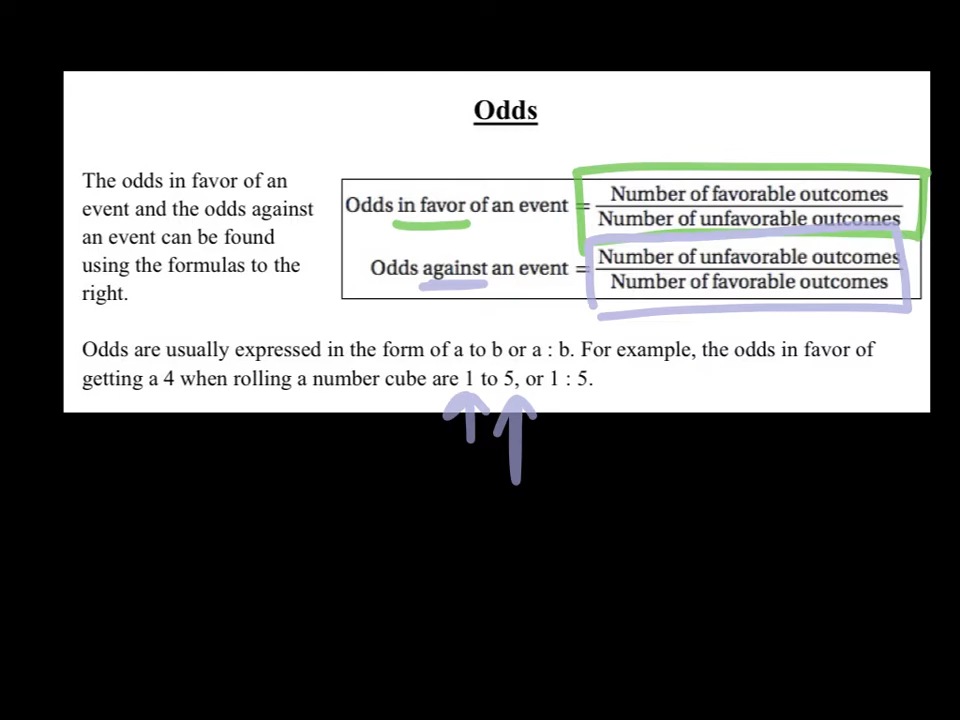 Odds
The odds in favor of an
event and the odds against
an event can be found
using the formulas to the
right.
Odds in favor of an event = Number of favorable outcomes
Number of unfavorable outcomes
Odds against an event = Number of unfavorable outcomes
Number of favorable outcomes
Odds are usually expressed in the form of a to b or a : b. For example, the odds in favor of
getting a 4 when rolling a number cube are 1 to 5, or 1 : 5.